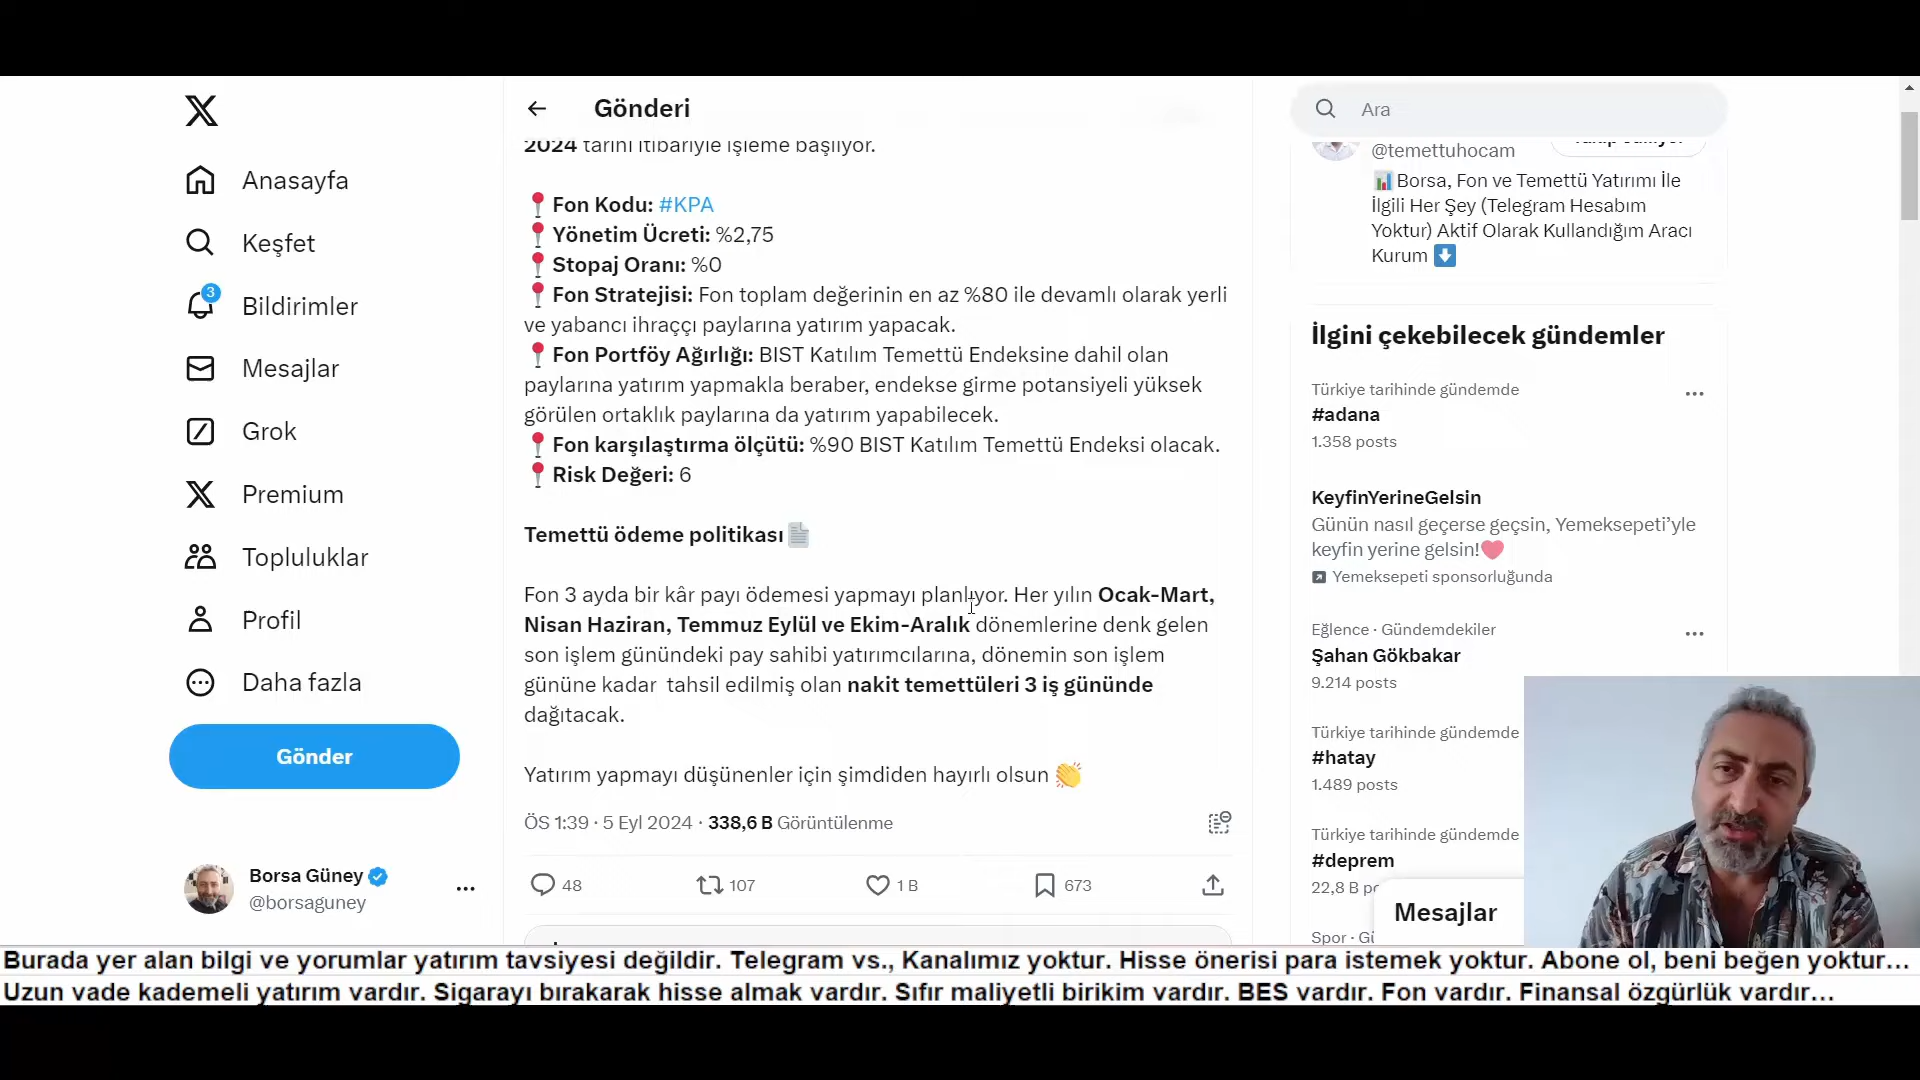 Anasayfa
Keşfet
3
Bildirimler
Mesajlar
Grok
Premium
Topluluklar
Profil
Daha fazla
Gönder
Borsa Güney
@borsaguney
Gönderi
2024 tarihi itibariyle işleme başlıyor.
Fon Kodu: #KPA
Yönetim Ücreti: %2,75
Stopaj Oranı: %0
Fon Stratejisi: Fon toplam değerinin en az %80 ile devamlı olarak yerli
ve yabancı ihraççı paylarına yatırım yapacak.
Fon Portföy Ağırlığı: BIST Katılım Temettü Endeksine dahil olan
paylarına yatırım yapmakla beraber, endekse girme potansiyeli yüksek
görülen ortaklık paylarına da yatırım yapabilecek.
Fon karşılaştırma ölçütü: %90 BIST Katılım Temettü Endeksi olacak.
Risk Değeri: 6
Temettü ödeme politikası
Fon 3 ayda bir kâr payı ödemesi yapmayı planlıyor. Her yılın Ocak-Mart,
Nisan Haziran, Temmuz Eylül ve Ekim-Aralık dönemlerine denk gelen
son işlem günündeki pay sahibi yatırımcılarına, dönemin son işlem
gününe kadar tahsil edilmiş olan nakit temettüleri 3 iş gününde
dağıtacak.
Yatırım yapmayı düşünenler için şimdiden hayırlı olsun
ÖS 1:39 · 5 Eyl 2024 · 338,6 B Görüntülenme
48 107 1 B 673
Ara
@temettuhocam
Borsa, Fon ve Temettü Yatırımı İle
İlgili Her Şey (Telegram Hesabım
Yoktur) Aktif Olarak Kullandığım Aracı
Kurum
İlgini çekebilecek gündemler
Türkiye tarihinde gündemde
#adana
1.358 posts
KeyfinYerineGelsin
Günün nasıl geçerse geçsin, Yemeksepeti’yle
keyfin yerine gelsin!
Yemeksepeti sponsorluğunda
Eğlence · Gündemdekiler
Şahan Gökbakar
9.214 posts
Türkiye tarihinde gündemde
#hatay
1.489 posts
Türkiye tarihinde gündemde
#deprem
22,8 B
Spor ·
Mesajlar
Burada yer alan bilgi ve yorumlar yatırım tavsiyesi değildir. Telegram vs., Kanalımız yoktur. Hisse önerisi para istemek yoktur. Abone ol, beni beğen yoktur...
Uzun vade kademeli yatırım vardır. Sigarayı bırakarak hisse almak vardır. Sıfır maliyetli birikim vardır. BES vardır. Fon vardır. Finansal özgürlük vardır...